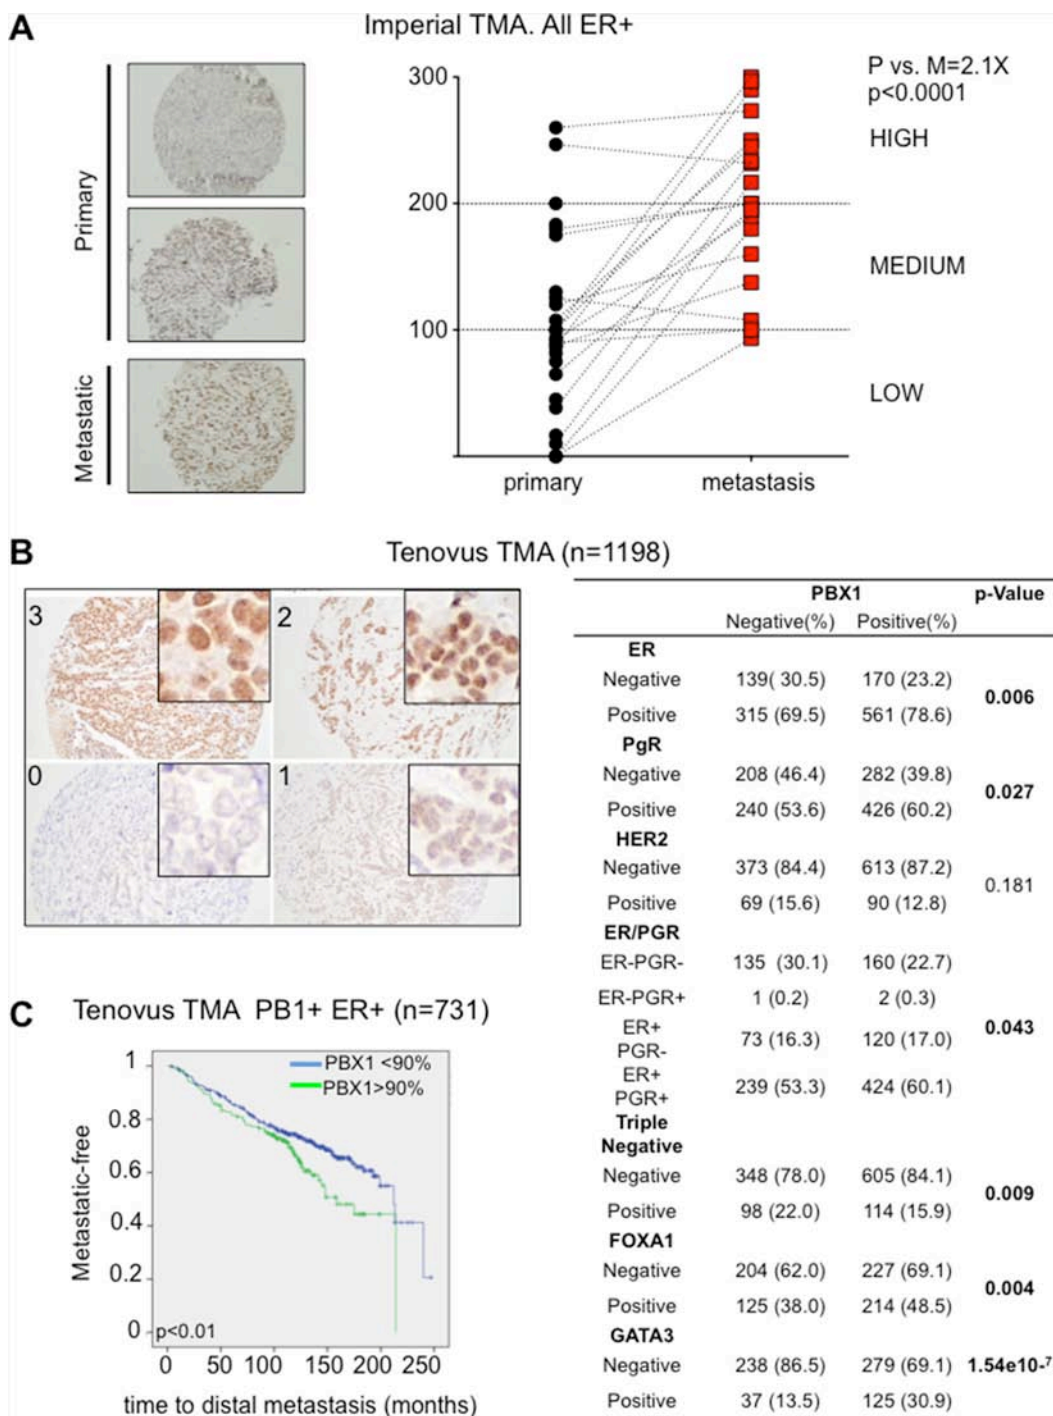 A
Imperial TMA. All ER+
Primary
Metastatic
300
200
100
primary
metastasis
P vs. M=2.1X
p<0.0001
HIGH
MEDIUM
LOW
B
Tenovus TMA (n=1198)
3
2
0
1
PBX1 p-Value
Negative(%) Positive(%)
ER
Negative 139( 30.5) 170 (23.2)
0.006
Positive 315 (69.5) 561 (78.6)
PgR
Negative 208 (46.4) 282 (39.8)
0.027
Positive 240 (53.6) 426 (60.2)
HER2
Negative 373 (84.4) 613 (87.2)
0.181
Positive 69 (15.6) 90 (12.8)
ER/PGR
ER-PGR- 135 (30.1) 160 (22.7)
ER-PGR+ 1 (0.2) 2 (0.3)
0.043
ER+
PGR- 73 (16.3) 120 (17.0)
ER+
PGR+ 239 (53.3) 424 (60.1)
Triple
Negative
Negative 348 (78.0) 605 (84.1)
0.009
Positive 98 (22.0) 114 (15.9)
FOXA1
Negative 204 (62.0) 227 (69.1)
0.004
Positive 125 (38.0) 214 (48.5)
GATA3
Negative 238 (86.5) 279 (69.1) 1.54e10-7
Positive 37 (13.5) 125 (30.9)
C
Tenovus TMA PB1+ ER+ (n=731)
PBX1 <90%
PBX1>90%
Metastatic-free
1
0.8
0.6
0.4
0.2
0
p<0.01
0 50 100 150 200 250
time to distal metastasis (months)